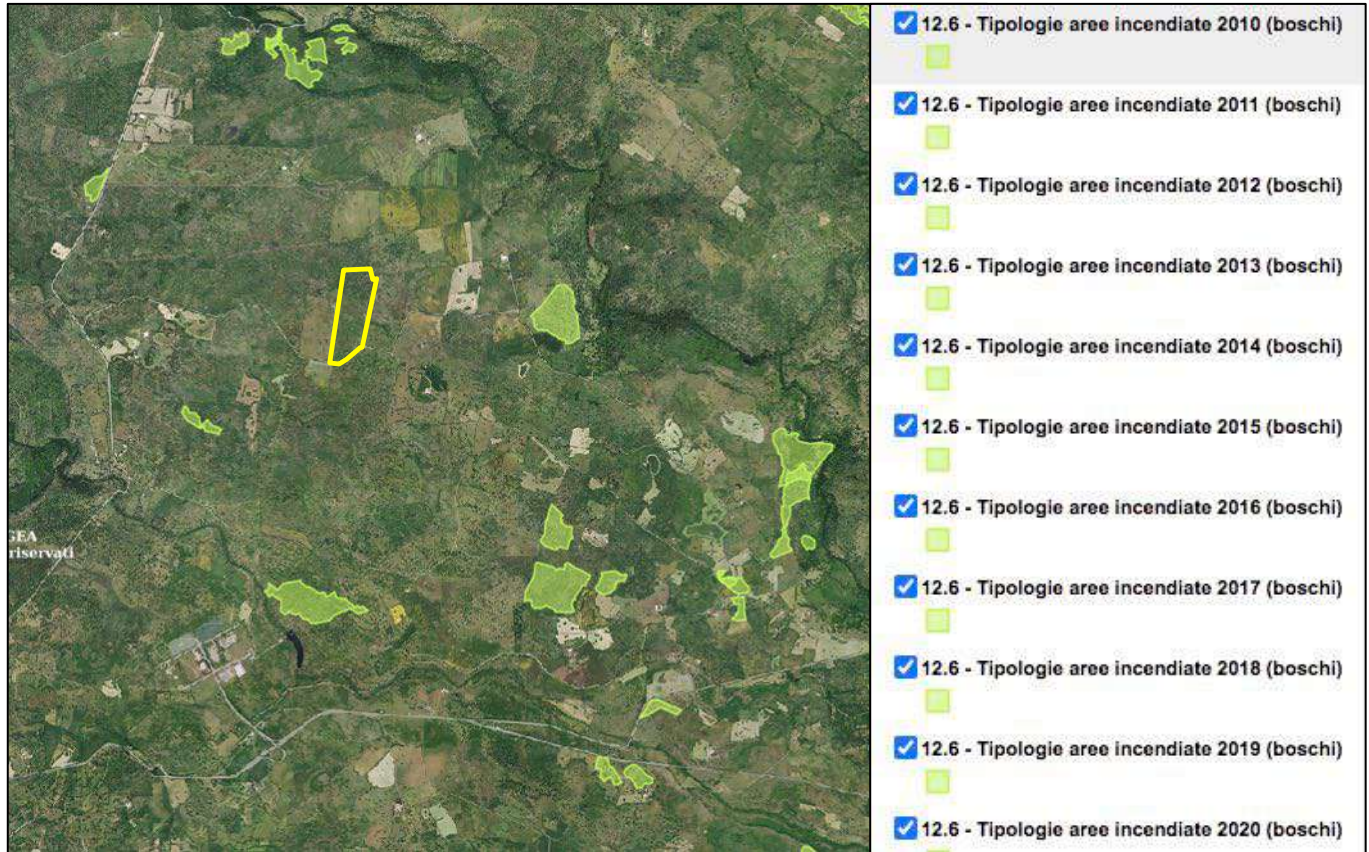 GEA
riservati
12.6 - Tipologie aree incendiate 2010 (boschi)
12.6 - Tipologie aree incendiate 2011 (boschi)
12.6 - Tipologie aree incendiate 2012 (boschi)
12.6 - Tipologie aree incendiate 2013 (boschi)
12.6 - Tipologie aree incendiate 2014 (boschi)
12.6 - Tipologie aree incendiate 2015 (boschi)
12.6 - Tipologie aree incendiate 2016 (boschi)
12.6 - Tipologie aree incendiate 2017 (boschi)
12.6 - Tipologie aree incendiate 2018 (boschi)
12.6 - Tipologie aree incendiate 2019 (boschi)
12.6 - Tipologie aree incendiate 2020 (boschi)